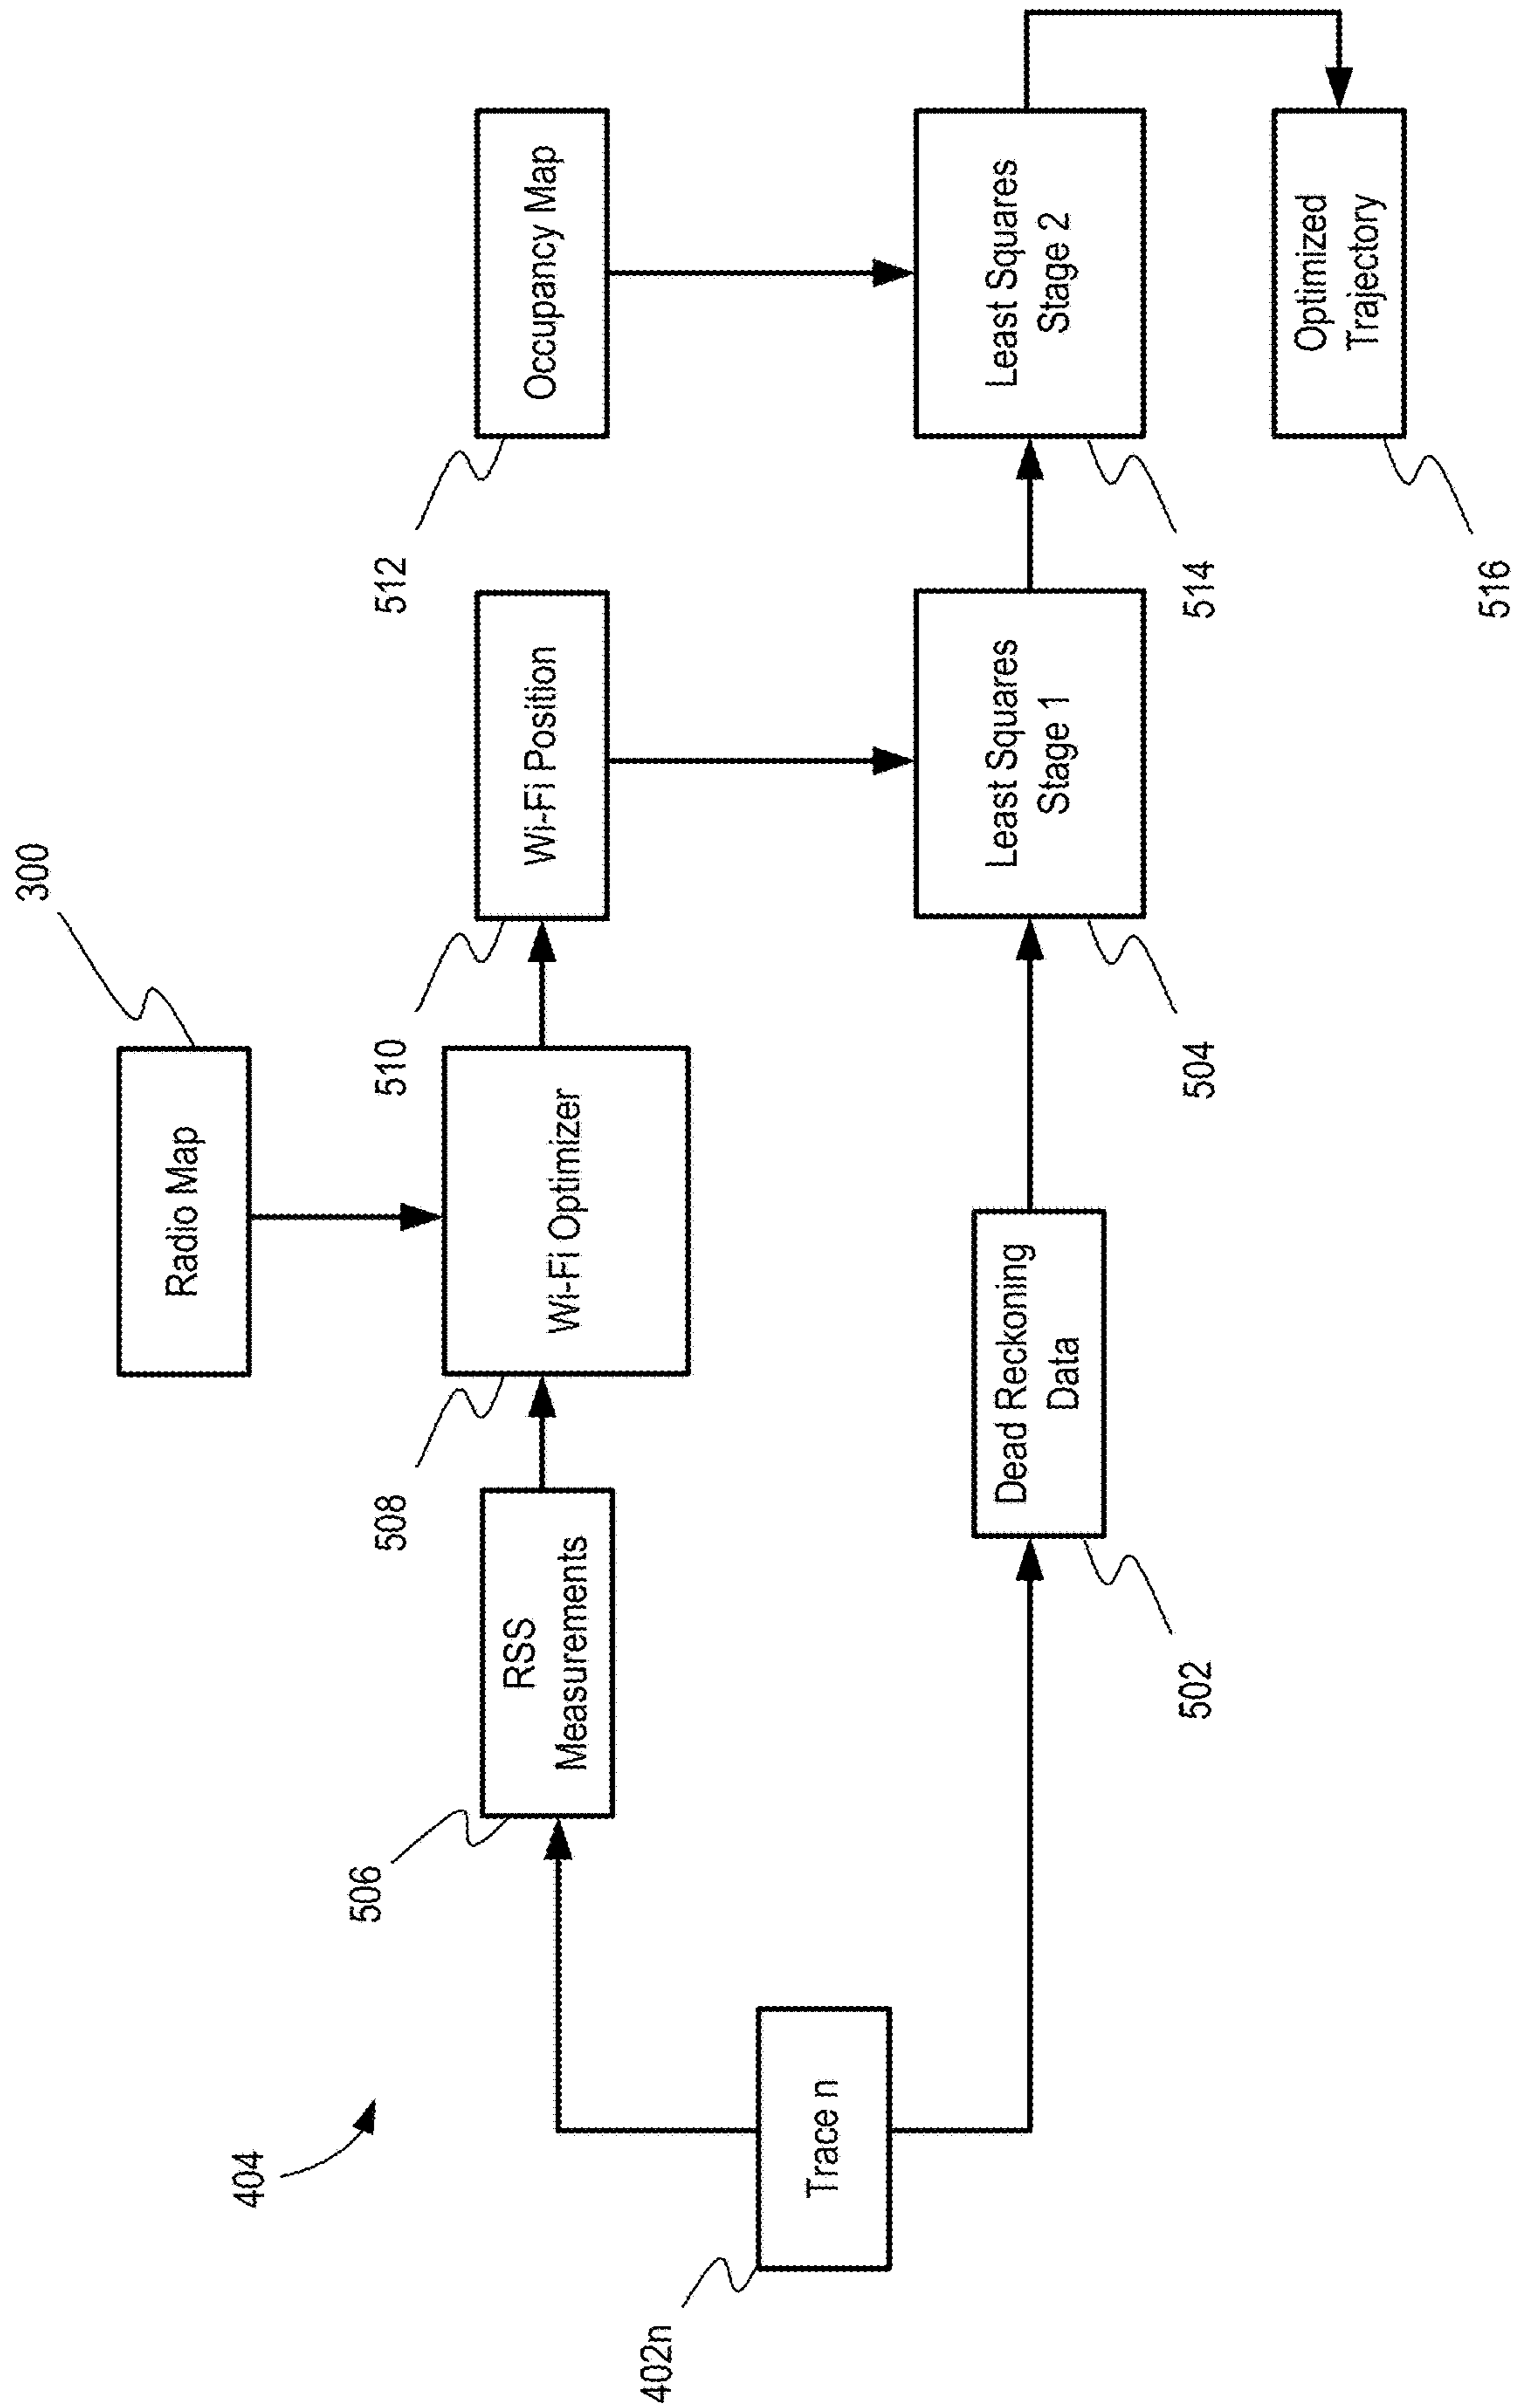 300
Radio Map
404
506
RSS
Measurements
508
Wi-Fi Optimizer
510
Wi-Fi Position
512
Occupancy Map
402n
Trace n
Dead Reckoning
Data
502
Least Squares
Stage 1
504
Least Squares
Stage 2
514
Optimized
Trajectory
516